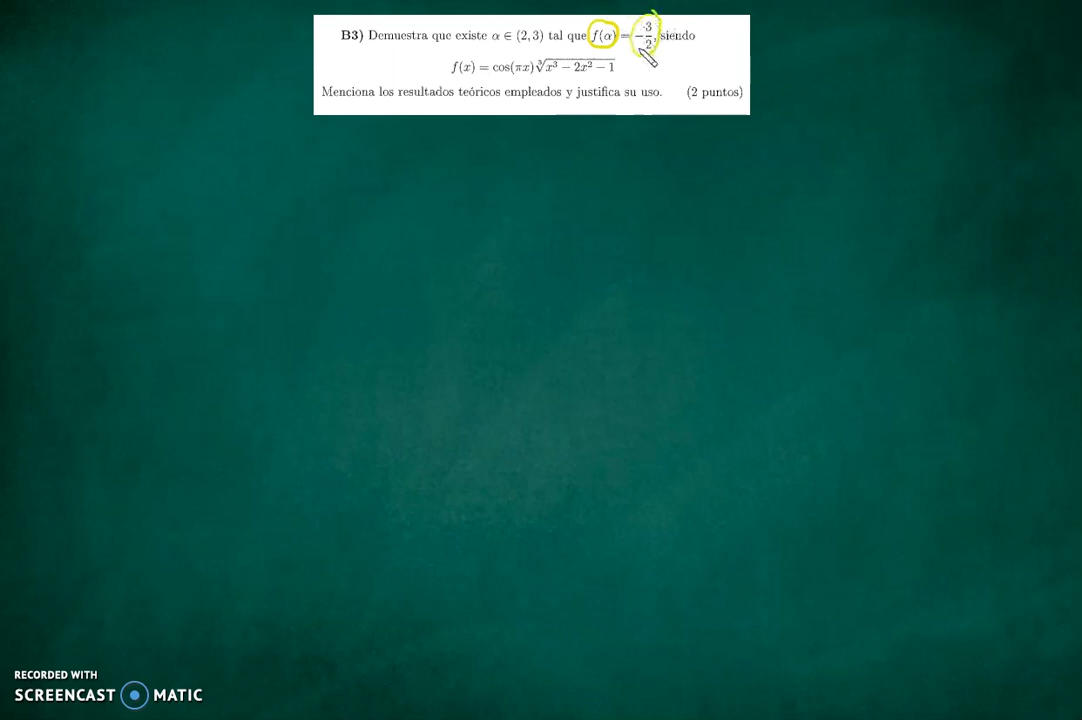 B3) Demuestra que existe α ∈ (2, 3) tal que f(α) = −3/2, siendo
f(x) = cos(πx)∛(x³ − 2x² − 1)
Menciona los resultados teóricos empleados y justifica su uso. (2 puntos)
RECORDED WITH
SCREENCAST MATIC